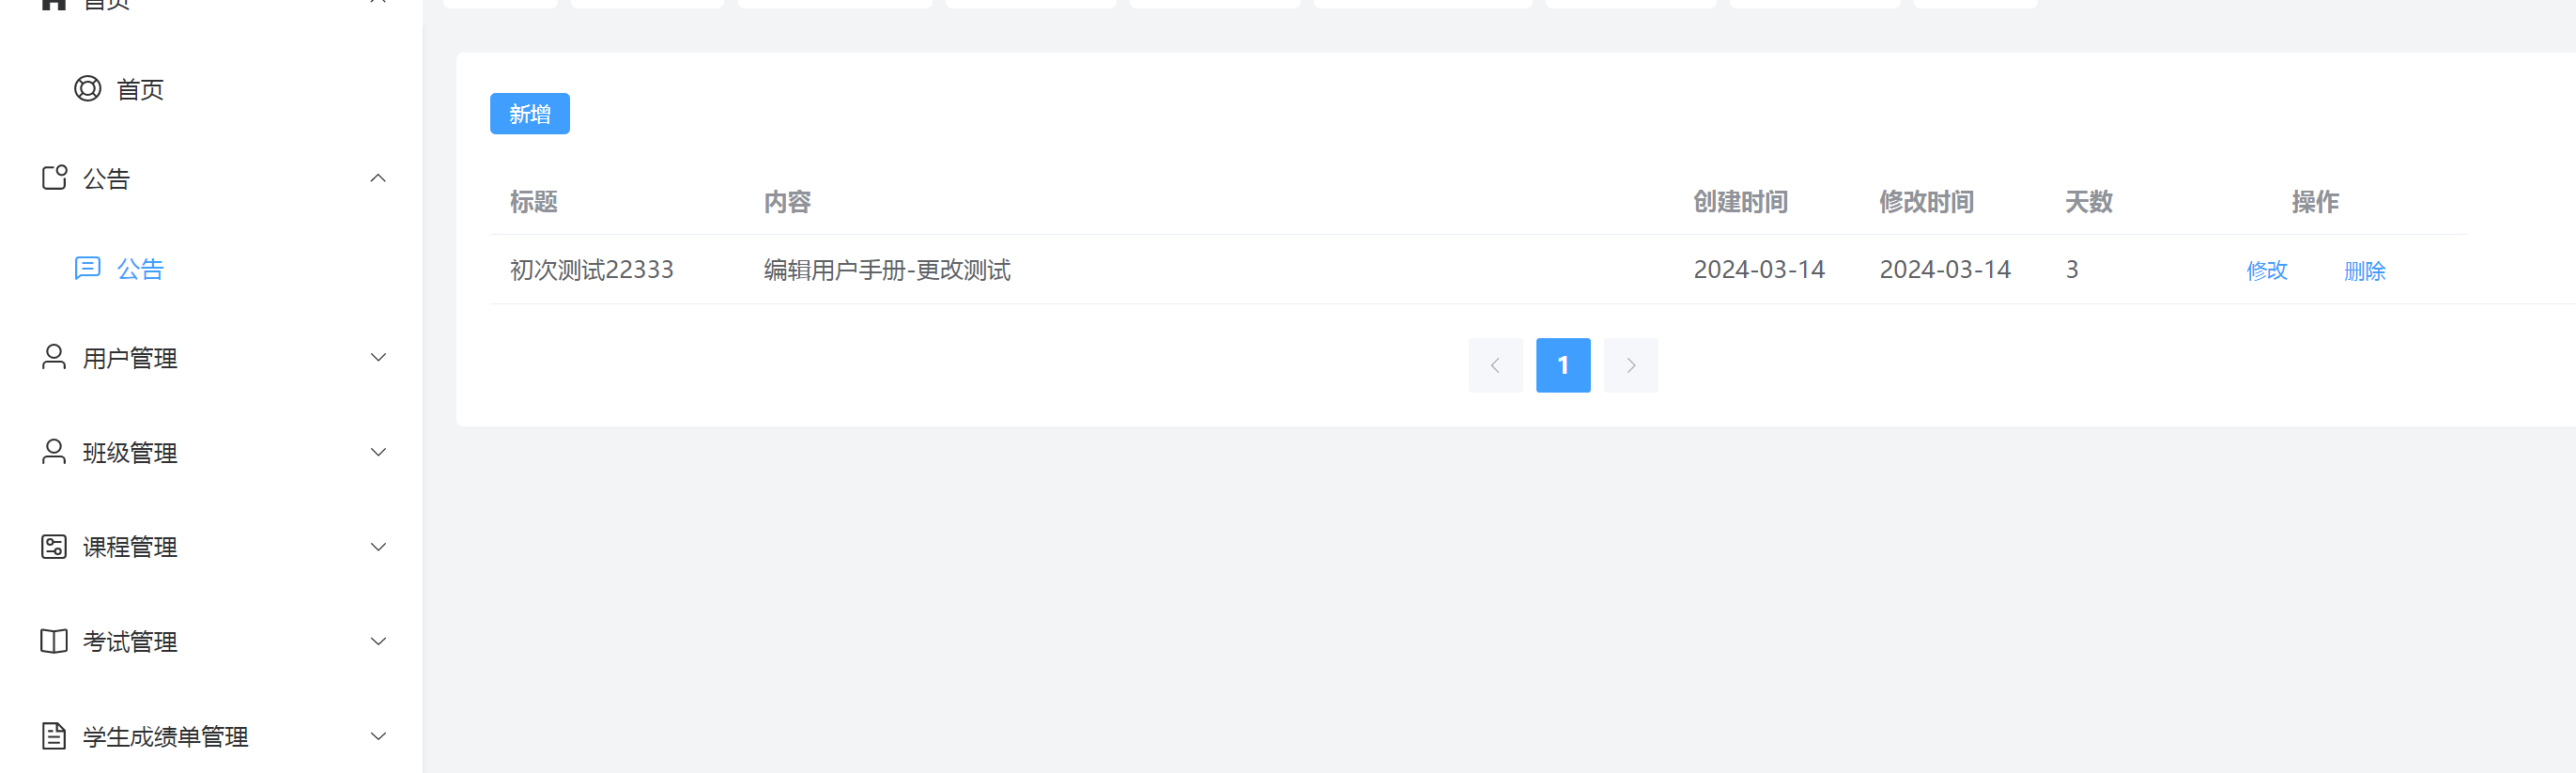 首页
首页
公告
公告
用户管理
班级管理
课程管理
考试管理
学生成绩单管理
新增
标题 内容 创建时间 修改时间 天数 操作
初次测试22333 编辑用户手册-更改测试 2024-03-14 2024-03-14 3 修改 删除
1